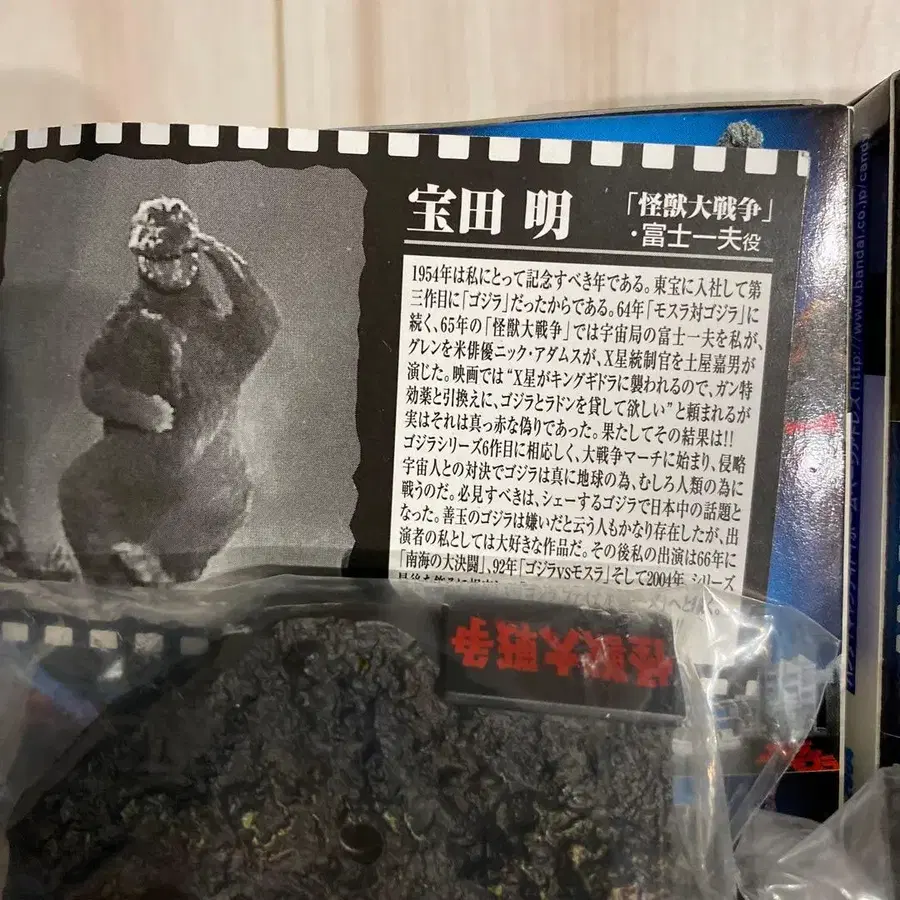 宝田 明
「怪獣大戦争」
・富士一夫役
1954年は私にとって記念すべき年である。東宝に入社して第
三作目に「ゴジラ」だったからである。64年「モスラ対ゴジラ」に
続く、65年の「怪獣大戦争」では宇宙局の富士一夫を私が、
グレンを米俳優ニック・アダムスが、X星統制官を土屋嘉男が
演じた。映画では“X星がキングギドラに襲われるので、ガン特
効薬と引換えに、ゴジラとラドンを貸して欲しい”と頼まれるが
実はそれは真っ赤な偽りであった。果たしてその結果は!!
ゴジラシリーズ6作目に相応しく、大戦争マーチに始まり、侵略
宇宙人との対決でゴジラは真に地球の為、むしろ人類の為に
戦うのだ。必見すべきは、シェーするゴジラで日本中の話題と
なった。善玉のゴジラは嫌いだと云う人もかなり存在したが、出
演者の私としては大好きな作品だ。その後私の出演は66年に
「南海の大決闘」、92年「ゴジラvsモスラ」そして2004年、シリーズ
怪獣大戦争
http://www.bandai.co.jp/candy